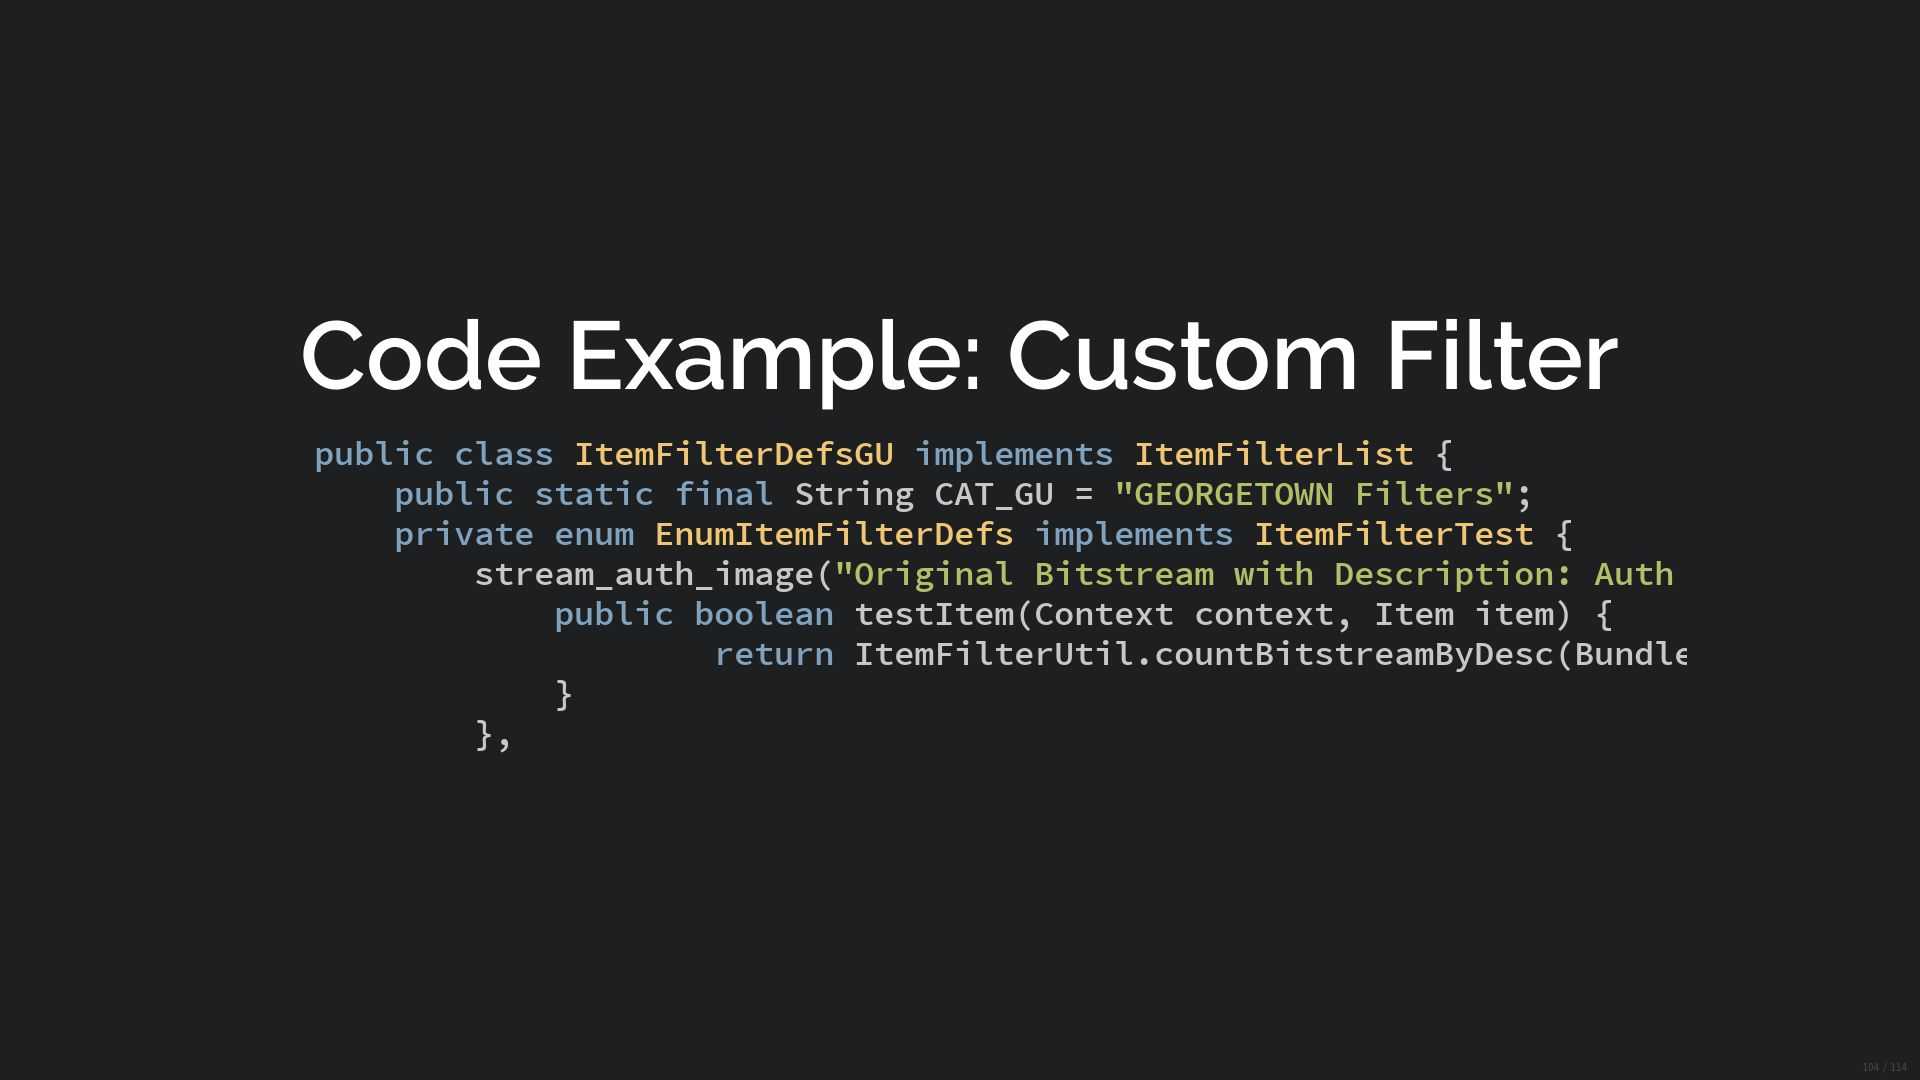 Code Example: Custom Filter
public class ItemFilterDefsGU implements ItemFilterList {
    public static final String CAT_GU = "GEORGETOWN Filters";
    private enum EnumItemFilterDefs implements ItemFilterTest {
        stream_auth_image("Original Bitstream with Description: Auth
            public boolean testItem(Context context, Item item) {
                    return ItemFilterUtil.countBitstreamByDesc(Bundle
            }
        },
104 / 114